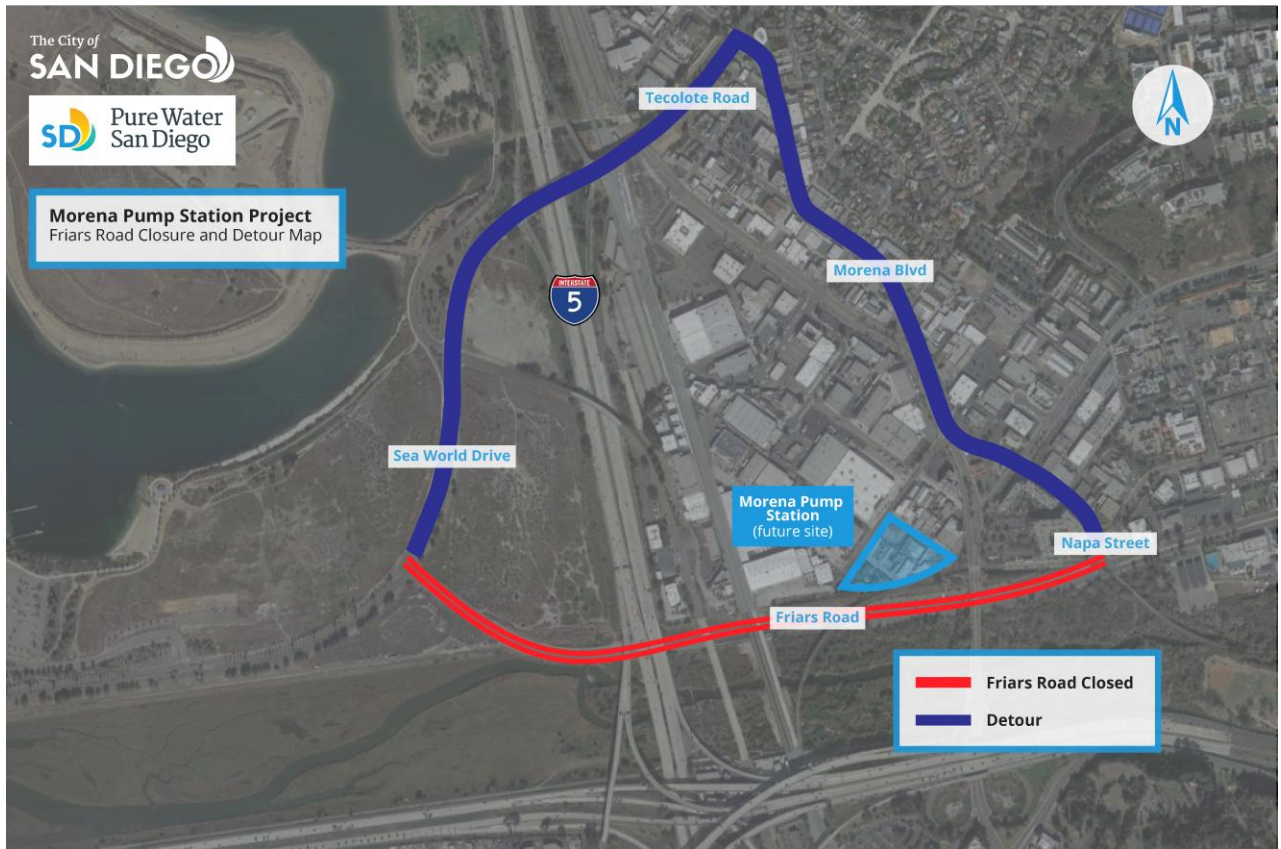 The City of
SAN DIEGO
SD
Pure Water
San Diego
Morena Pump Station Project
Friars Road Closure and Detour Map
Tecolote Road
N
Morena Blvd
INTERSTATE
5
Sea World Drive
Morena Pump
Station
(future site)
Napa Street
Friars Road
Friars Road Closed
Detour